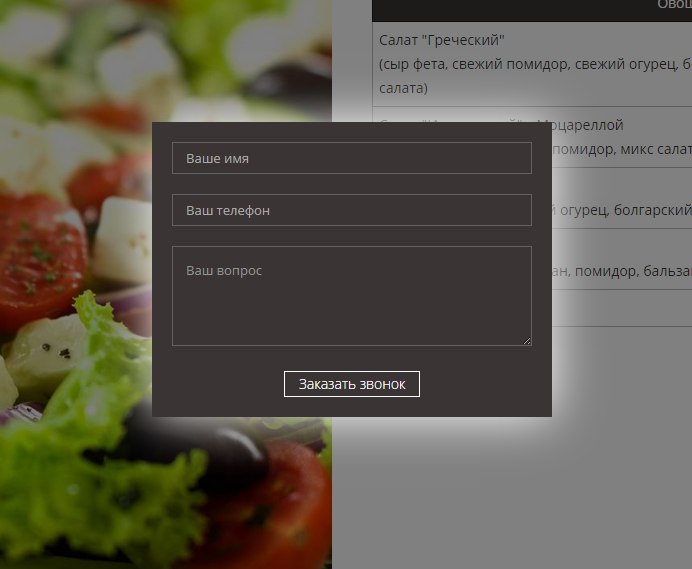 Овощ
Салат "Греческий"
(сыр фета, свежий помидор, свежий огурец, б
салата)
Моцареллой
помидор, микс салат
Ваше имя
Ваш телефон
й огурец, болгарский
Ваш вопрос
ан, помидор, бальза
Заказать звонок